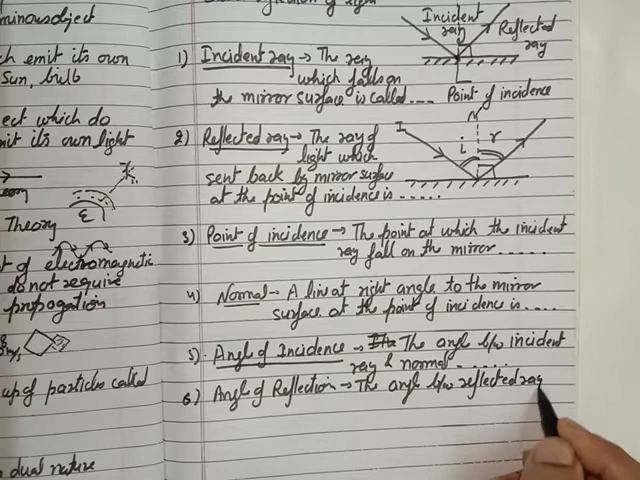 minous object
ch emit its own
Sun, bulb
ect which do
mit its own light
eory
Theory
t of electromagnetic
do not require
propogation
up of particles called
dual nature
of light
Incident
ray
Reflected
ray
Point of incidence
1) Incident ray → The ray
which falls on
the mirror surface is called ....
2) Reflected ray → The ray of
light which
sent back by mirror surface
at the point of incidence is .....
I
N
i
r
3) Point of incidence → The point at which the incident
ray fall on the mirror ........
4) Normal → A line at right angle to the mirror
surface at the point of incidence is ....
5) Angle of Incidence → The angle b/w incident
ray & normal .......
6) Angle of Reflection → The angle b/w reflected ray